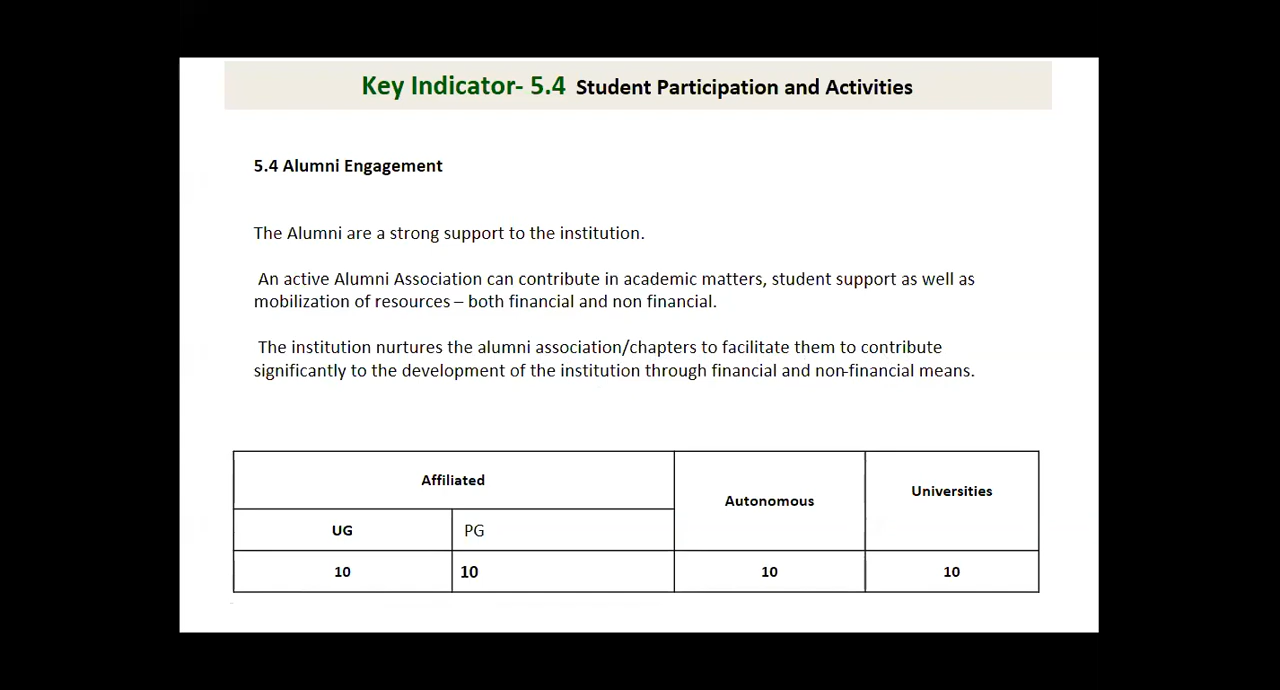 Key Indicator- 5.4 Student Participation and Activities
5.4 Alumni Engagement
The Alumni are a strong support to the institution.
An active Alumni Association can contribute in academic matters, student support as well as
mobilization of resources – both financial and non financial.
The institution nurtures the alumni association/chapters to facilitate them to contribute
significantly to the development of the institution through financial and non-financial means.
Affiliated
Autonomous
Universities
UG
PG
10
10
10
10